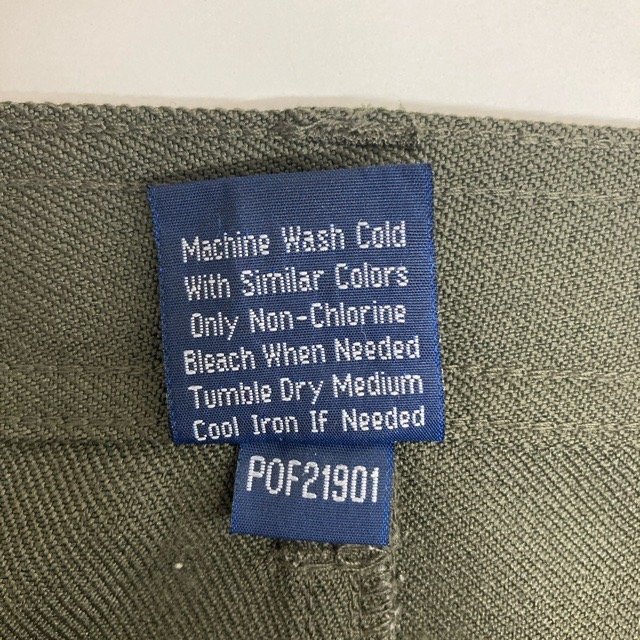 Machine Wash Cold
With Similar Colors
Only Non-Chlorine
Bleach When Needed
Tumble Dry Medium
Cool Iron If Needed
POF21901